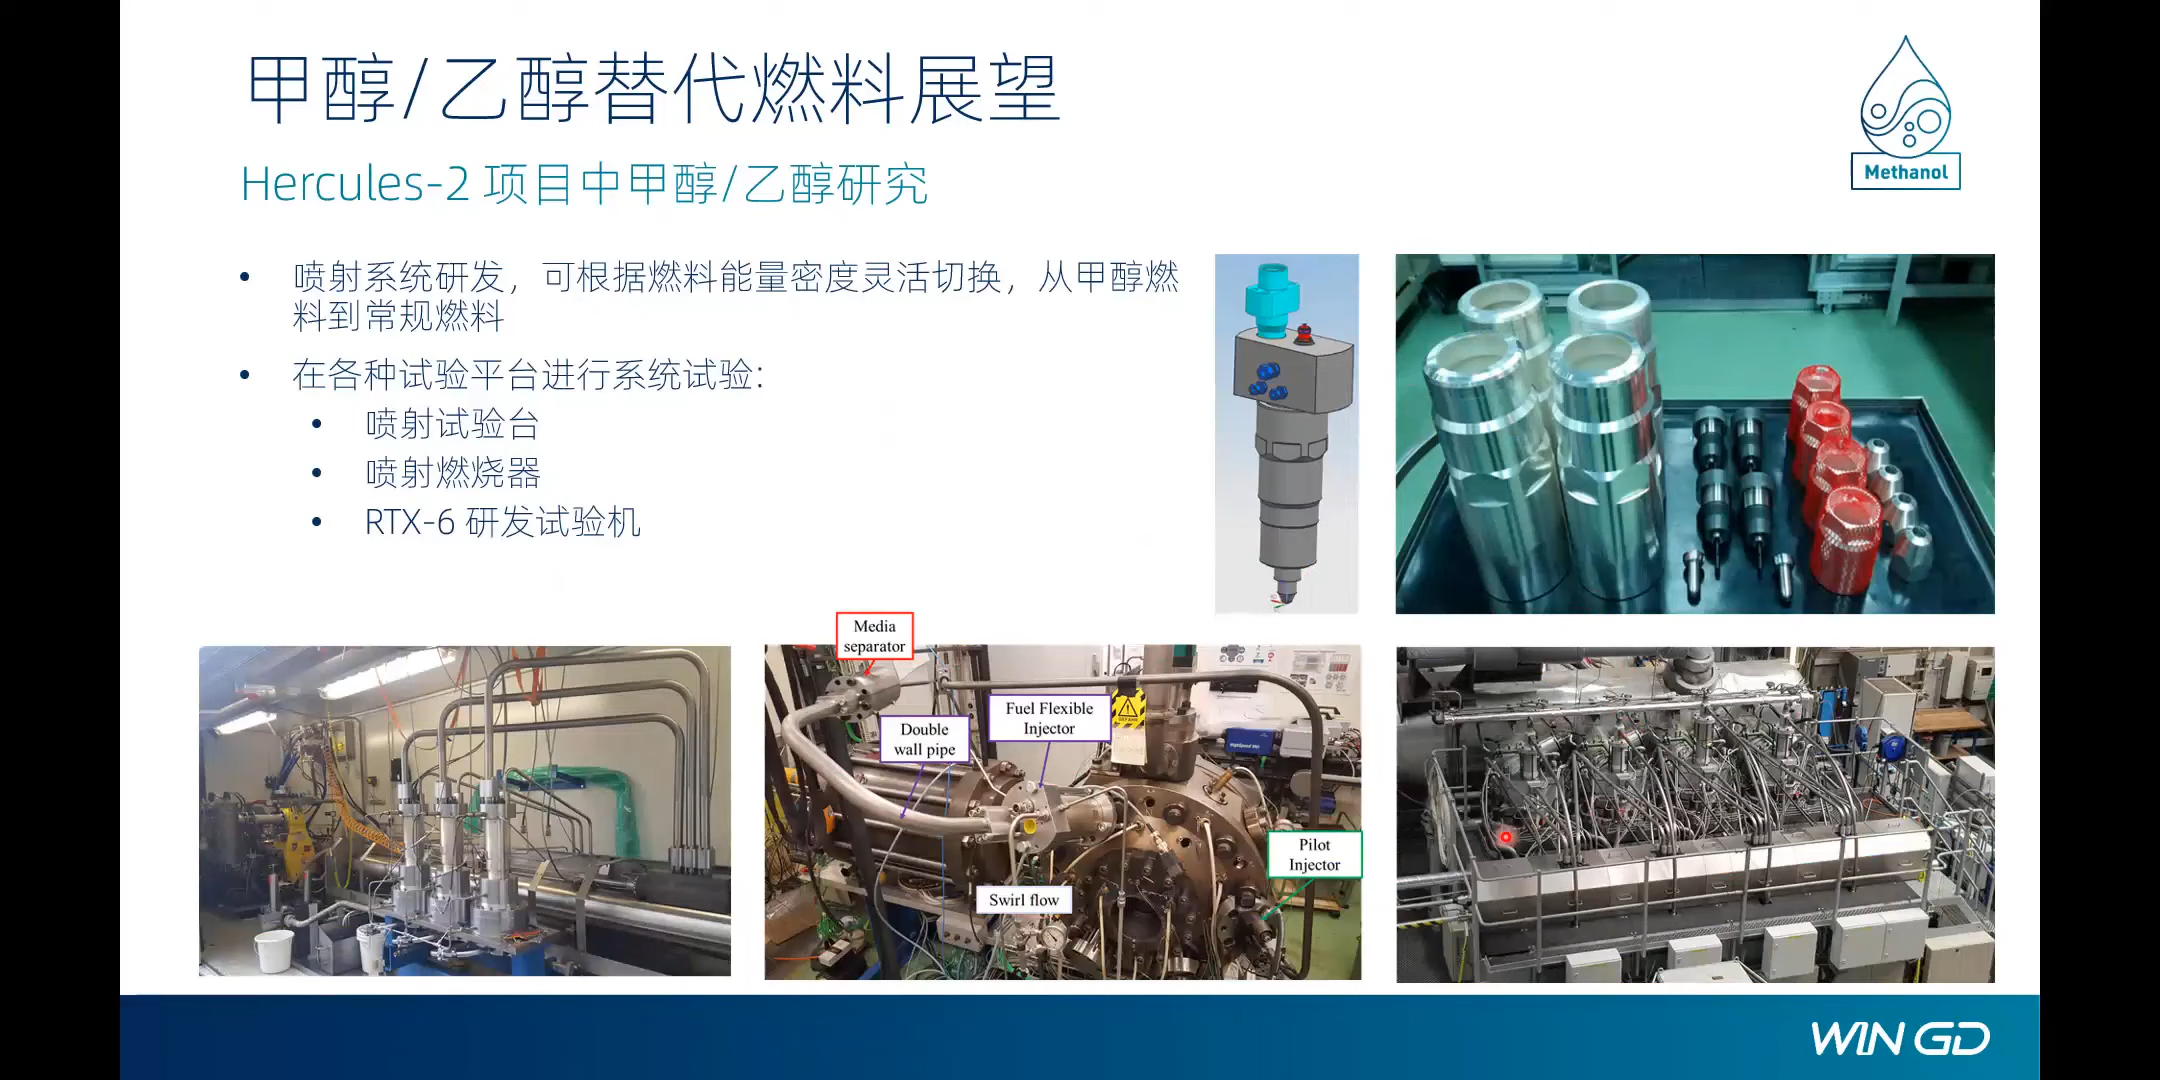 甲醇/乙醇替代燃料展望
Methanol
Hercules-2 项目中甲醇/乙醇研究
• 喷射系统研发，可根据燃料能量密度灵活切换，从甲醇燃
料到常规燃料
• 在各种试验平台进行系统试验：
• 喷射试验台
• 喷射燃烧器
• RTX-6 研发试验机
Media
separator
Double
wall pipe
Fuel Flexible
Injector
Pilot
Injector
Swirl flow
WIN GD